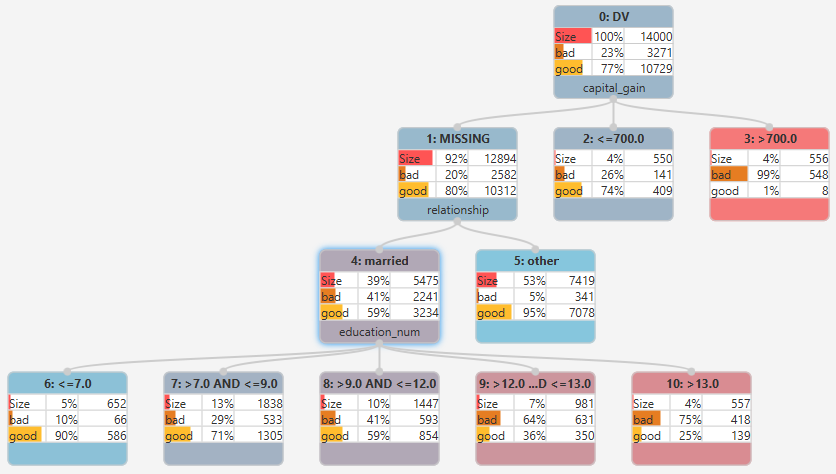 0: DV
Size 100% 14000
bad 23% 3271
good 77% 10729
capital_gain
1: MISSING
Size 92% 12894
bad 20% 2582
good 80% 10312
relationship
2: <=700.0
Size 4% 550
bad 26% 141
good 74% 409
3: >700.0
Size 4% 556
bad 99% 548
good 1% 8
4: married
Size 39% 5475
bad 41% 2241
good 59% 3234
education_num
5: other
Size 53% 7419
bad 5% 341
good 95% 7078
6: <=7.0
Size 5% 652
bad 10% 66
good 90% 586
7: >7.0 AND <=9.0
Size 13% 1838
bad 29% 533
good 71% 1305
8: >9.0 AND <=12.0
Size 10% 1447
bad 41% 593
good 59% 854
9: >12.0 ...D <=13.0
Size 7% 981
bad 64% 631
good 36% 350
10: >13.0
Size 4% 557
bad 75% 418
good 25% 139